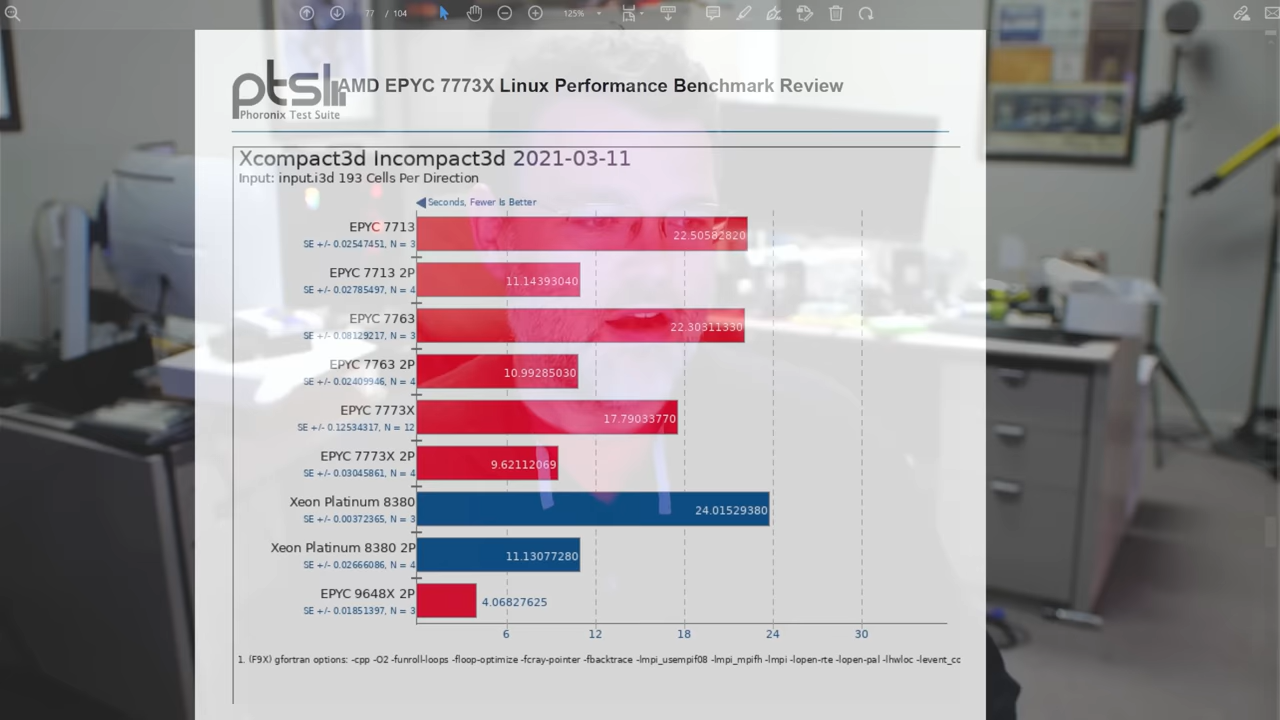 77 / 104
125%
ptsl
AMD EPYC 7773X Linux Performance Benchmark Review
Phoronix Test Suite
Xcompact3d Incompact3d 2021-03-11
Input: input.i3d 193 Cells Per Direction
Seconds, Fewer Is Better
EPYC 7713
22.50582820
SE +/- 0.02547451, N = 3
EPYC 7713 2P
11.14393040
SE +/- 0.02785497, N = 4
EPYC 7763
22.30311330
SE +/- 0.08129217, N = 3
EPYC 7763 2P
10.99285030
SE +/- 0.02409946, N = 4
EPYC 7773X
17.79033770
SE +/- 0.12534317, N = 12
EPYC 7773X 2P
9.62112069
SE +/- 0.03045861, N = 4
Xeon Platinum 8380
24.01529380
SE +/- 0.00372365, N = 3
Xeon Platinum 8380 2P
11.13077280
SE +/- 0.02666086, N = 4
EPYC 9648X 2P
4.06827625
SE +/- 0.01851397, N = 3
6 12 18 24 30
1. (F9X) gfortran options: -cpp -O2 -funroll-loops -floop-optimize -fcray-pointer -fbacktrace -lmpi_usempif08 -lmpi_mpifh -lmpi -lopen-rte -lopen-pal -lhwloc -levent_cc